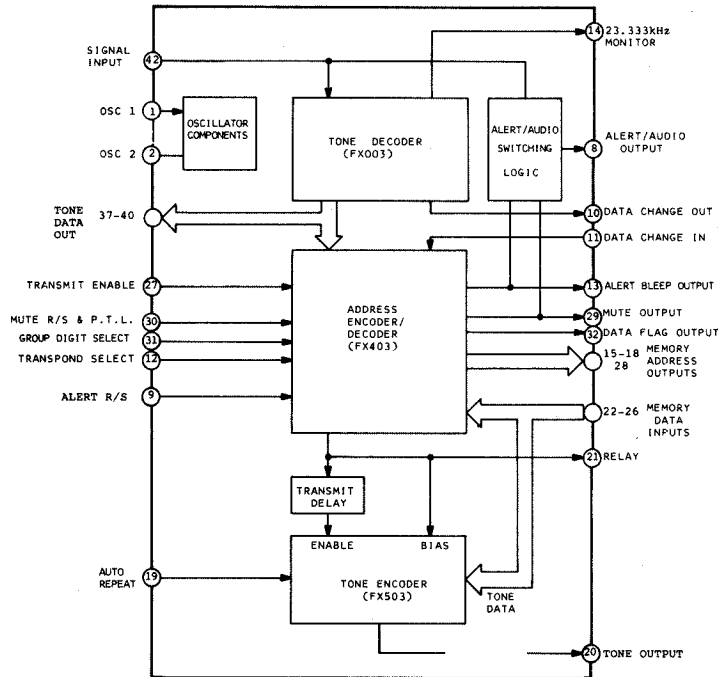 14 23.333kHz
MONITOR
SIGNAL
INPUT
42
OSC 1
1
OSCILLATOR
COMPONENTS
OSC 2
2
TONE DECODER
(FX003)
ALERT/AUDIO
SWITCHING
LOGIC
8
ALERT/AUDIO
OUTPUT
TONE
DATA
OUT
37-40
10 DATA CHANGE OUT
11 DATA CHANGE IN
TRANSMIT ENABLE 27
MUTE R/S & P.T.L. 30
GROUP DIGIT SELECT 31
TRANSPOND SELECT 12
ALERT R/S 9
ADDRESS
ENCODER/
DECODER
(FX403)
13 ALERT BLEEP OUTPUT
29 MUTE OUTPUT
32 DATA FLAG OUTPUT
15-18 MEMORY
28 ADDRESS
OUTPUTS
22-26 MEMORY
DATA
INPUTS
21 RELAY
TRANSMIT
DELAY
ENABLE BIAS
AUTO
REPEAT
19
TONE ENCODER
(FX503)
TONE
DATA
20 TONE OUTPUT